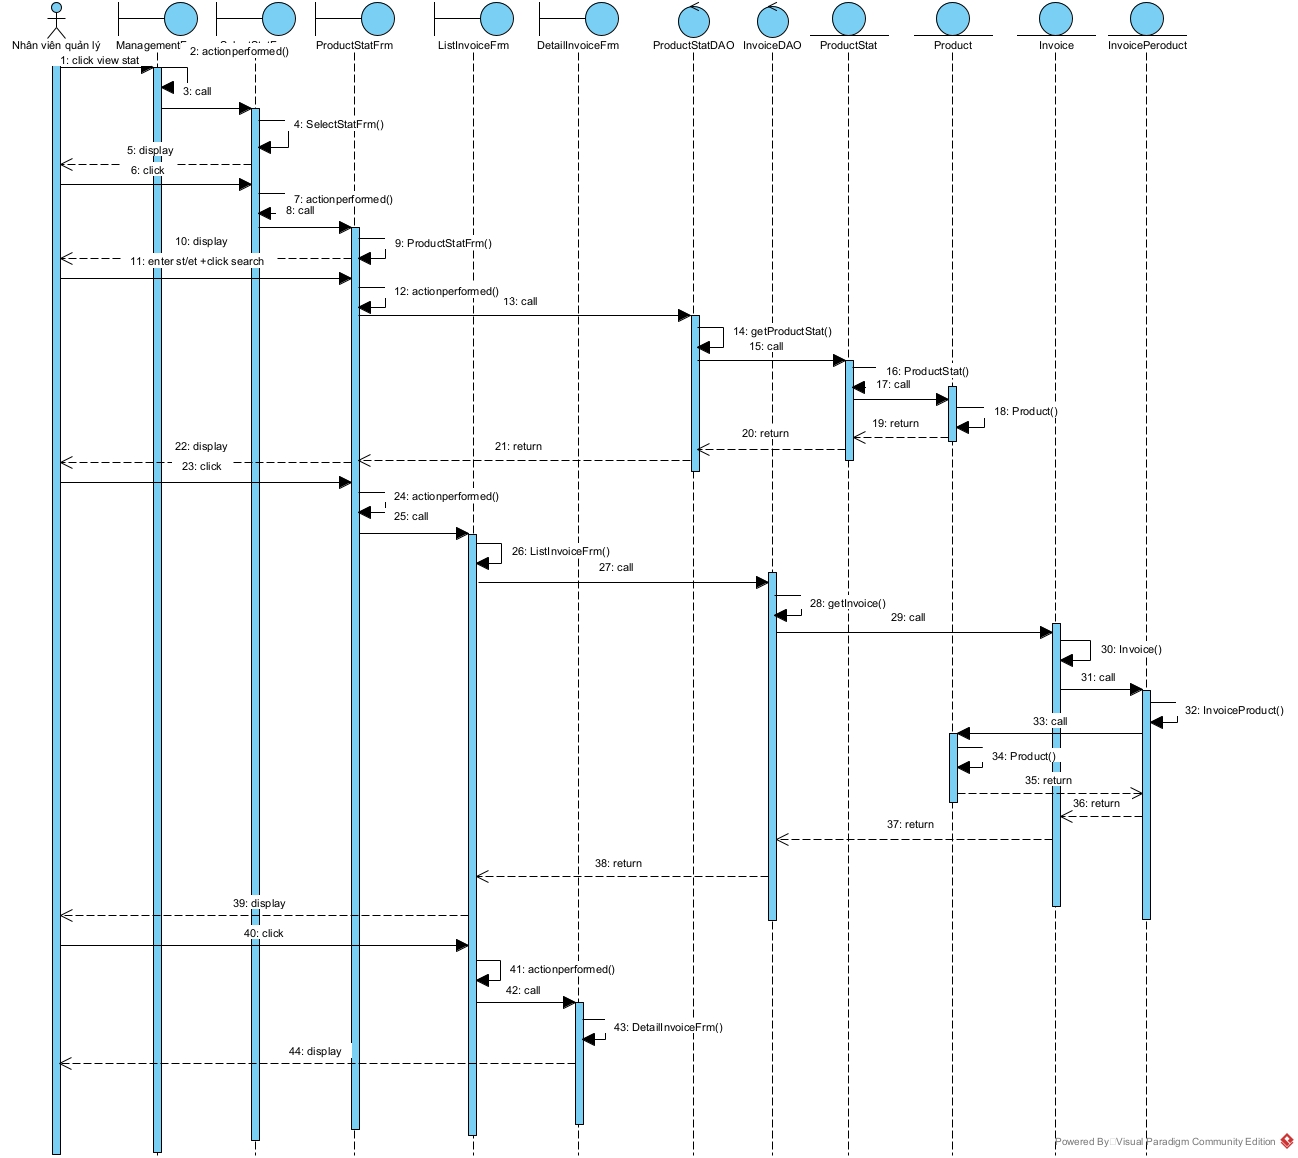 Nhân viên quản lý
ProductStatFrm
ListInvoiceFrm
DetailInvoiceFrm
ProductStatDAO
InvoiceDAO
ProductStat
Product
Invoice
InvoicePeroduct
1: click view stat
2: actionperformed()
3: call
4: SelectStatFrm()
5: display
6: click
7: actionperformed()
8: call
9: ProductStatFrm()
10: display
11: enter st/et +click search
12: actionperformed()
13: call
14: getProductStat()
15: call
16: ProductStat()
17: call
18: Product()
19: return
20: return
21: return
22: display
23: click
24: actionperformed()
25: call
26: ListInvoiceFrm()
27: call
28: getInvoice()
29: call
30: Invoice()
31: call
32: InvoiceProduct()
33: call
34: Product()
35: return
36: return
37: return
38: return
39: display
40: click
41: actionperformed()
42: call
43: DetailInvoiceFrm()
44: display
Powered By Visual Paradigm Community Edition